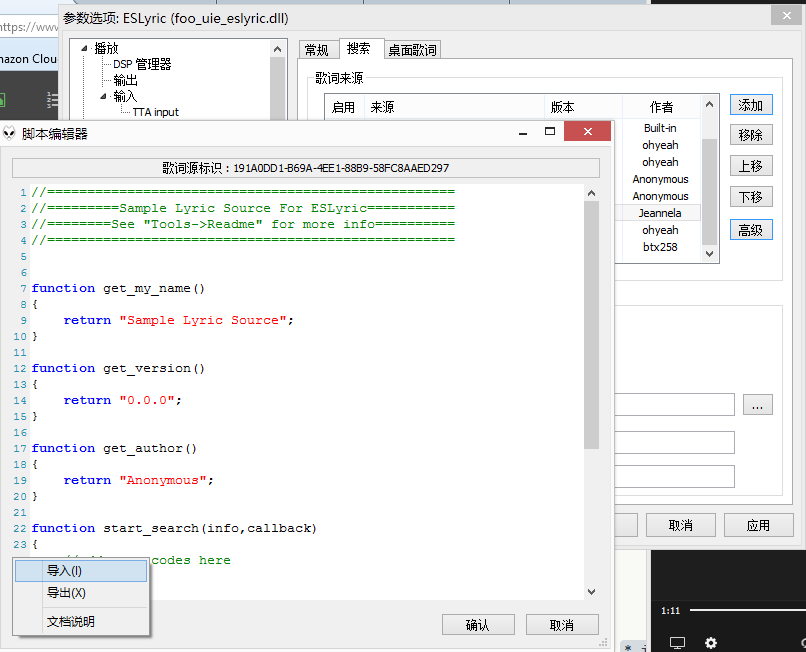 https://www
mazon Clou
参数选项: ESLyric (foo_uie_eslyric.dll)
播放
DSP 管理器
输出
输入
TTA input
常规
搜索
桌面歌词
歌词来源
启用
来源
版本
作者
Built-in
ohyeah
ohyeah
Anonymous
Anonymous
Jeannela
ohyeah
btx258
添加
移除
上移
下移
高级
...
取消
应用
脚本编辑器
歌词源标识：191A0DD1-B69A-4EE1-88B9-58FC8AAED297
1 //===================================================
2 //=========Sample Lyric Source For ESLyric===========
3 //========See "Tools->Readme" for more info==========
4 //===================================================
5
6
7 function get_my_name()
8 {
9     return "Sample Lyric Source";
10 }
11
12 function get_version()
13 {
14     return "0.0.0";
15 }
16
17 function get_author()
18 {
19     return "Anonymous";
20 }
21
22 function start_search(info,callback)
23 {
codes here
导入(I)
导出(X)
文档说明
确认
取消
1:11